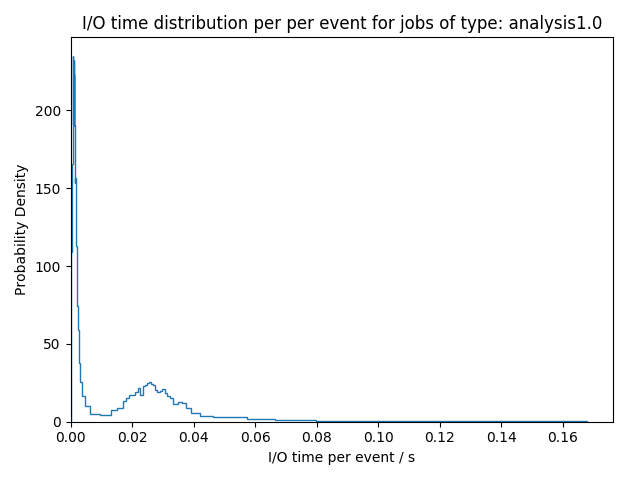 I/O time distribution per per event for jobs of type: analysis1.0
Probability Density
200
150
100
50
0
0.00 0.02 0.04 0.06 0.08 0.10 0.12 0.14 0.16
I/O time per event / s